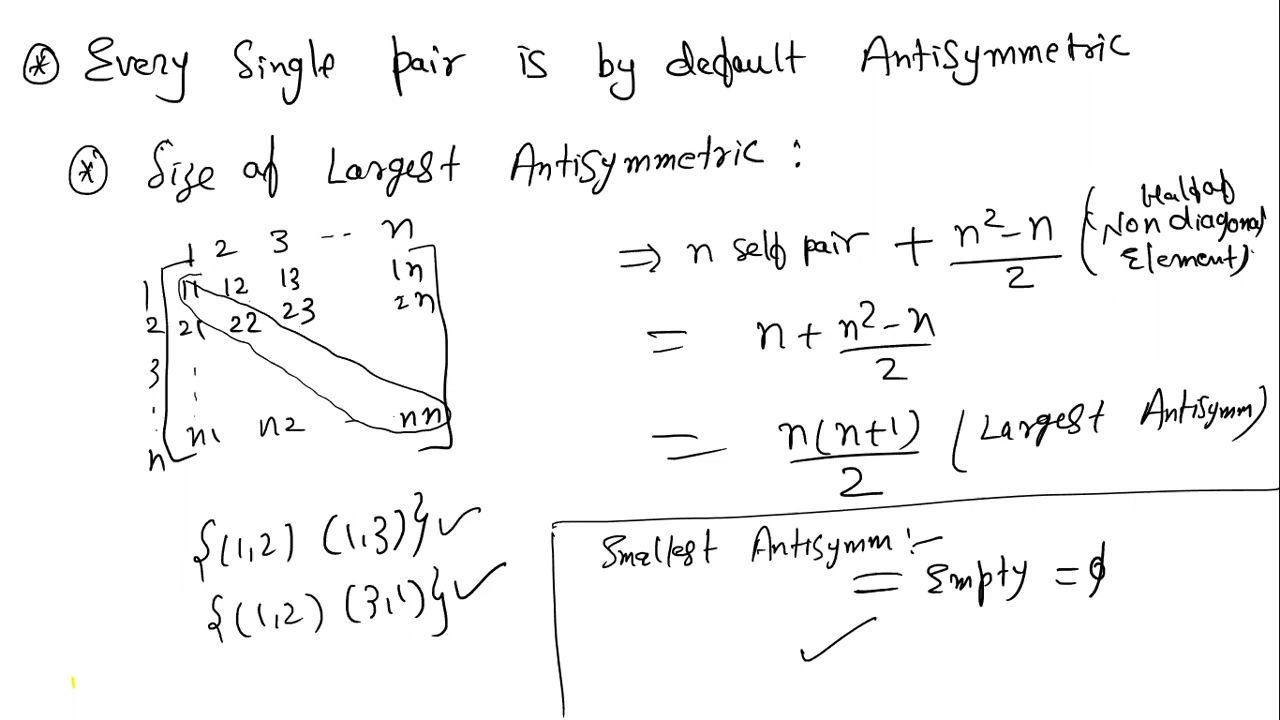 * Every Single pair is by default AntiSymmetric
* Size of Largest AntiSymmetric :
1 2 3 -- n
1 11 12 13 1n
2 21 22 23 2n
3
n n1 n2 - nn
⇒ n self pair + (n²-n)/2 (Half of Non diagonal Element)
= n + (n²-n)/2
= n(n+1)/2 (Largest Antisymm)
{(1,2) (1,3)} ✓
{(1,2) (3,1)} ✓
Smallest Antisymm :-
= Empty = ϕ
✓